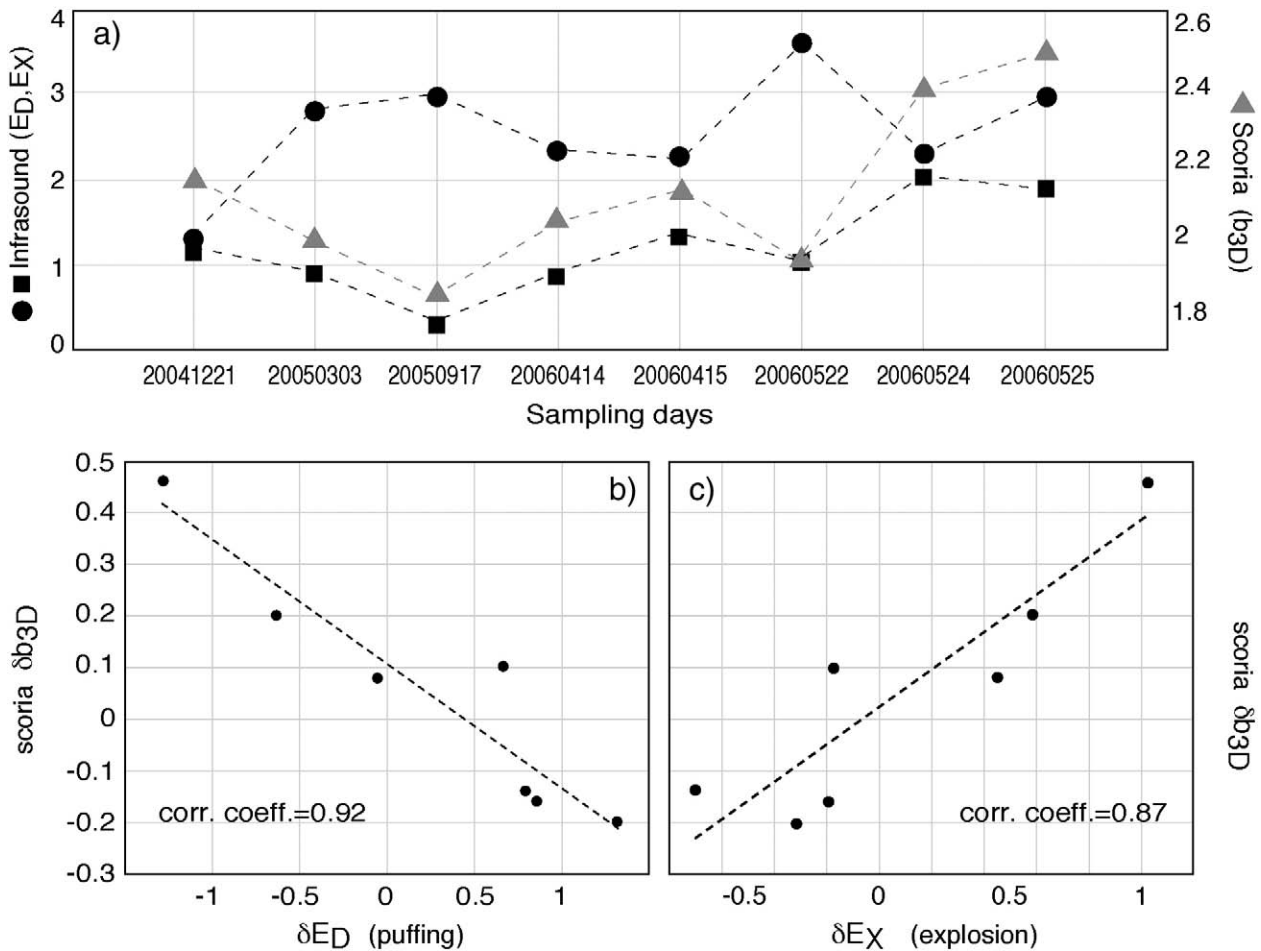 a)
4
3
2
1
0
Infrasound (ED,EX)
2.6
2.4
2.2
2
1.8
Scoria (b3D)
20041221 20050303 20050917 20060414 20060415 20060522 20060524 20060525
Sampling days
b)
0.5
0.4
0.3
0.2
0.1
0
-0.1
-0.2
-0.3
scoria δb3D
corr. coeff.=0.92
-1 -0.5 0 0.5 1
δED (puffing)
c)
corr. coeff.=0.87
-0.5 0 0.5 1
δEX (explosion)
scoria δb3D